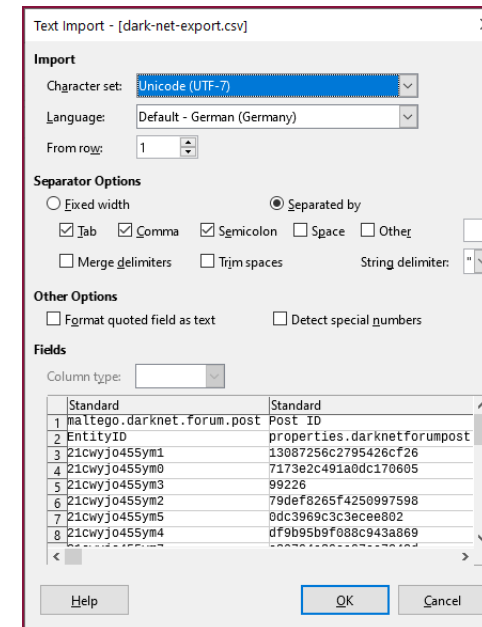 Text Import - [dark-net-export.csv]
Import
Character set: Unicode (UTF-7)
Language: Default - German (Germany)
From row: 1
Separator Options
Fixed width Separated by
Tab Comma Semicolon Space Other
Merge delimiters Trim spaces String delimiter: "
Other Options
Format quoted field as text Detect special numbers
Fields
Column type:
Standard Standard
1 maltego.darknet.forum.post Post ID
2 EntityID properties.darknetforumpost
3 21cwyjo455ym1 13087256c2795426cf26
4 21cwyjo455ym0 7173e2c491a0dc170605
5 21cwyjo455ym3 99226
6 21cwyjo455ym2 79def8265f4250997598
7 21cwyjo455ym5 0dc3969c3c3ecee802
8 21cwyjo455ym4 df9b95b9f088c943a869
Help OK Cancel